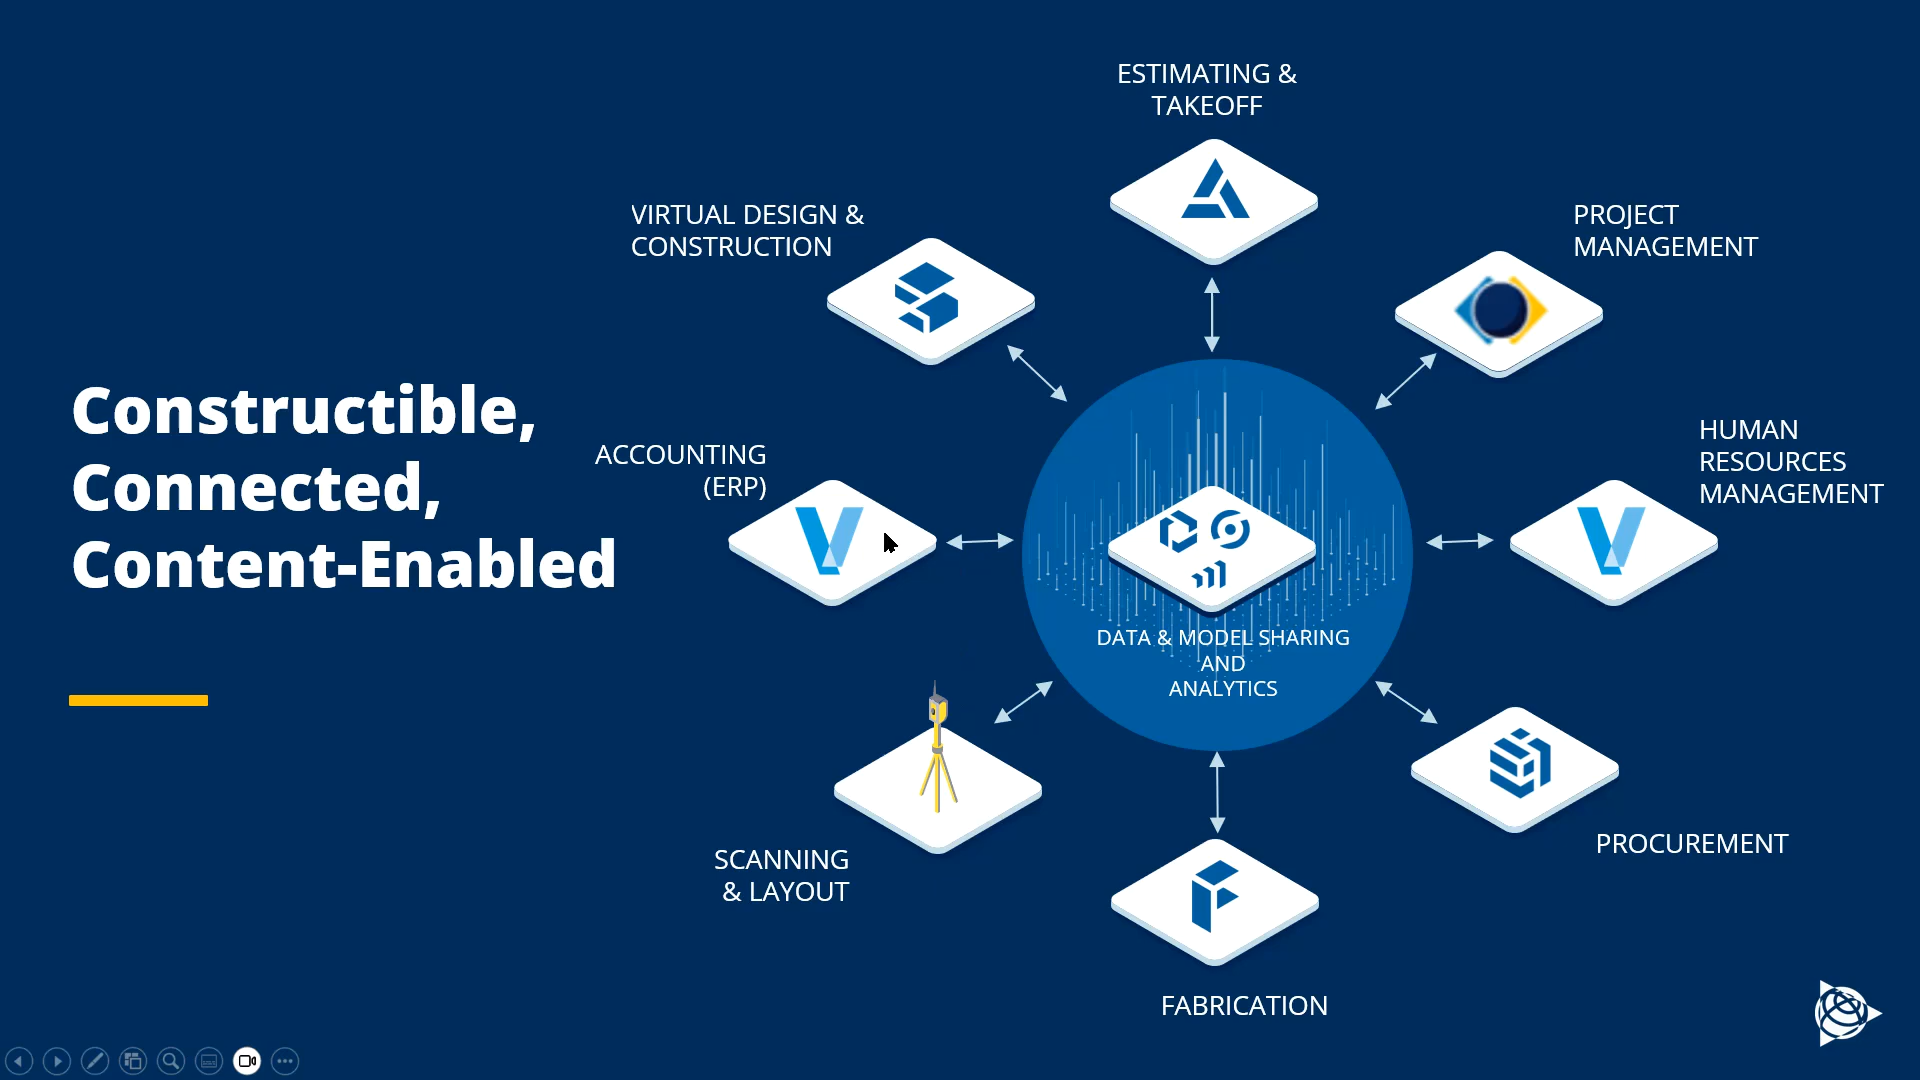 Constructible,
Connected,
Content-Enabled
ESTIMATING &
TAKEOFF
VIRTUAL DESIGN &
CONSTRUCTION
PROJECT
MANAGEMENT
ACCOUNTING
(ERP)
HUMAN
RESOURCES
MANAGEMENT
DATA & MODEL SHARING
AND
ANALYTICS
SCANNING
& LAYOUT
PROCUREMENT
FABRICATION